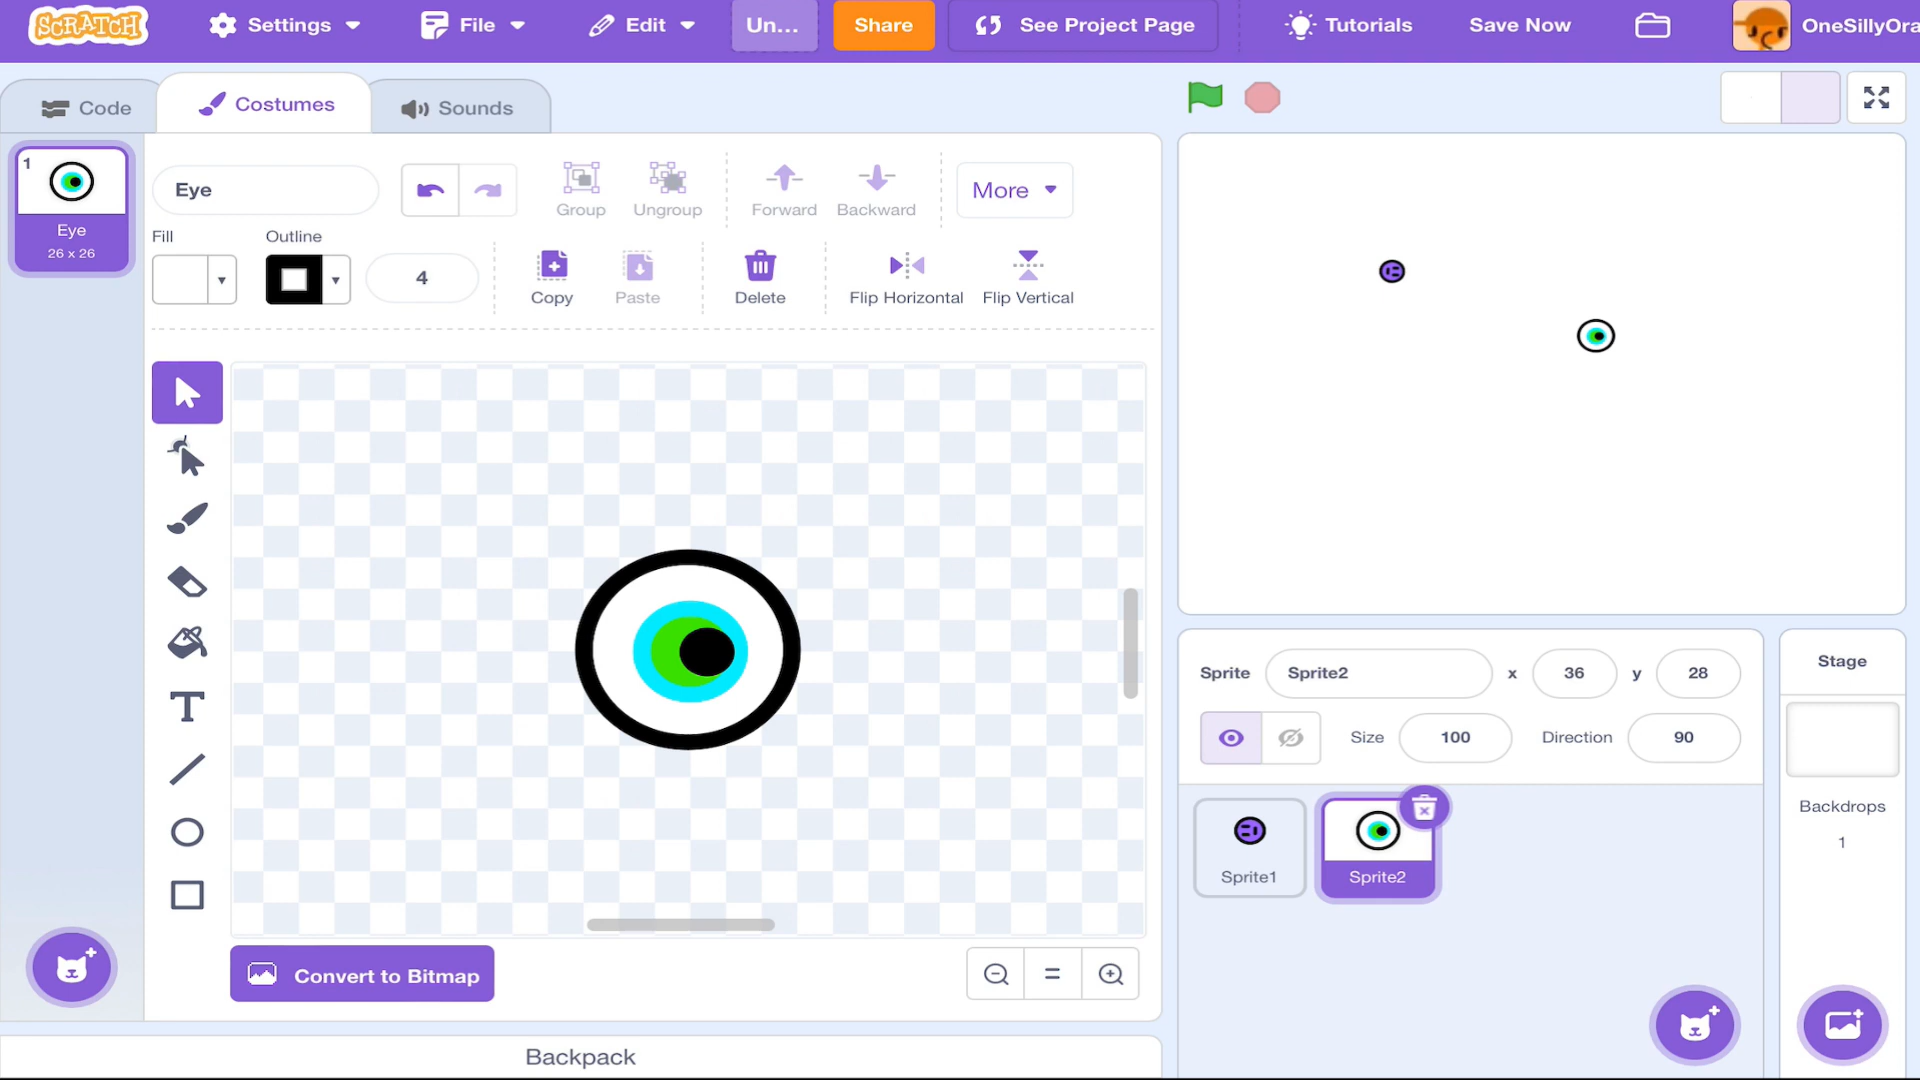 SCRATCH Settings File Edit Un... Share See Project Page Tutorials Save Now OneSillyOra
Code Costumes Sounds
1
Eye
26 x 26
Eye
Group Ungroup Forward Backward More
Fill Outline
4
Copy Paste Delete Flip Horizontal Flip Vertical
T
Convert to Bitmap
Backpack
Sprite Sprite2 x 36 y 28
Size 100 Direction 90
Sprite1 Sprite2
Stage
Backdrops
1